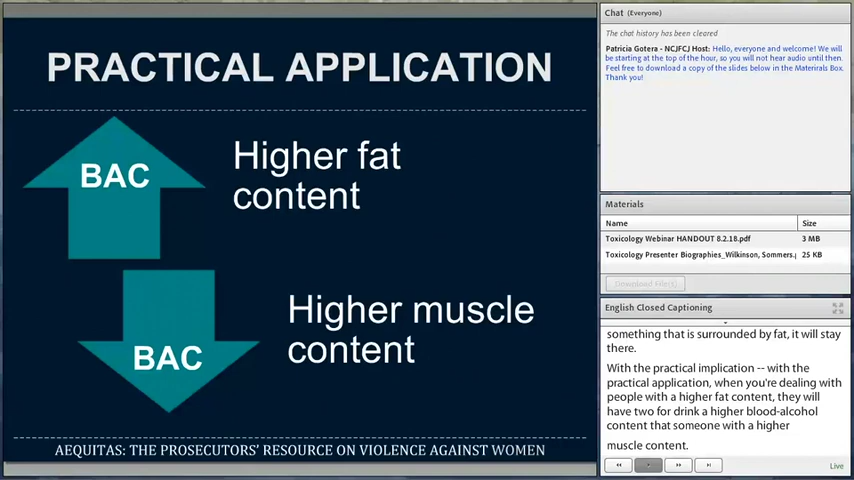 PRACTICAL APPLICATION
BAC
Higher fat
content
BAC
Higher muscle
content
AEQUITAS: THE PROSECUTORS' RESOURCE ON VIOLENCE AGAINST WOMEN
Chat (Everyone)
The chat history has been cleared
Patricia Gotera - NCJFCJ Host: Hello, everyone and welcome! We will
be starting at the top of the hour, so you will not hear audio until then.
Feel free to download a copy of the slides below in the Materirals Box.
Thank you!
Materials
Name Size
Toxicology Webinar HANDOUT 8.2.18.pdf 3 MB
Toxicology Presenter Biographies_Wilkinson, Sommers.p 25 KB
Download File(s)
English Closed Captioning
something that is surrounded by fat, it will stay
there.
With the practical implication -- with the
practical application, when you're dealing with
people with a higher fat content, they will
have two for drink a higher blood-alcohol
content that someone with a higher
muscle content.
Live